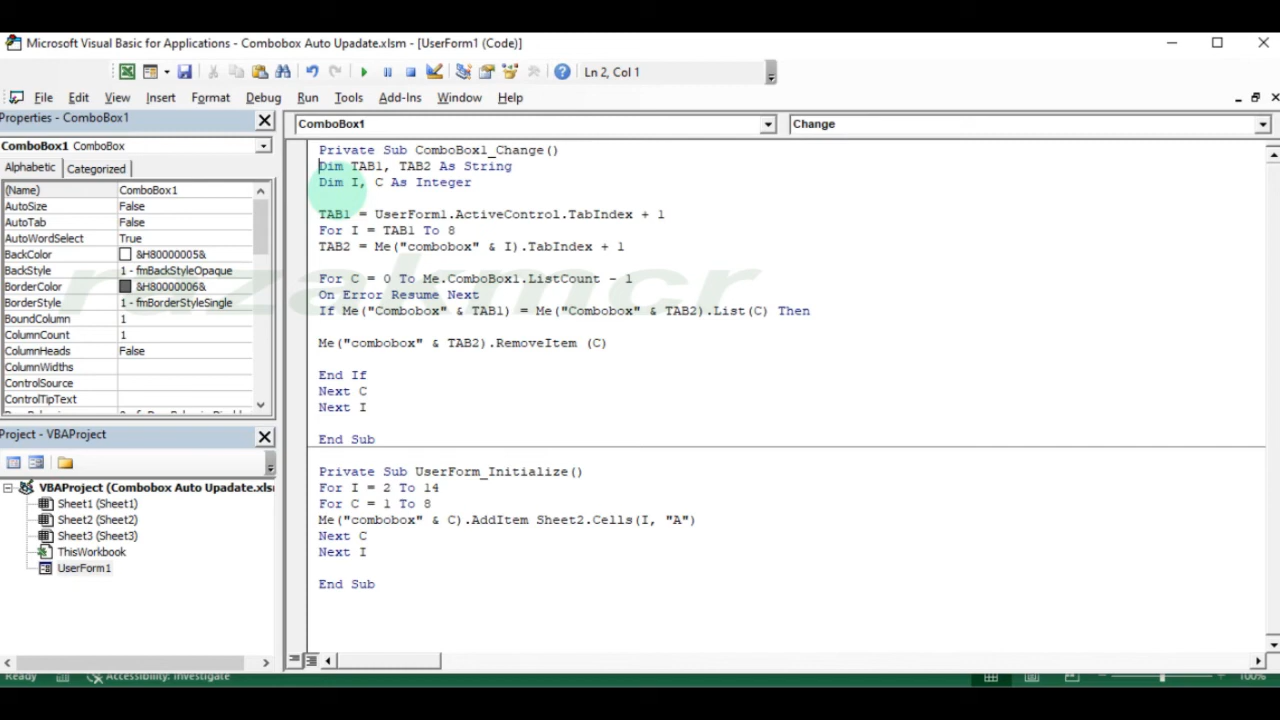 Microsoft Visual Basic for Applications - Combobox Auto Upadate.xlsm - [UserForm1 (Code)]
Ln 2, Col 1
File Edit View Insert Format Debug Run Tools Add-Ins Window Help
Properties - ComboBox1
ComboBox1 ComboBox
Alphabetic Categorized
(Name) ComboBox1
AutoSize False
AutoTab False
AutoWordSelect True
BackColor &H80000005&
BackStyle 1 - fmBackStyleOpaque
BorderColor &H80000006&
BorderStyle 1 - fmBorderStyleSingle
BoundColumn 1
ColumnCount 1
ColumnHeads False
ColumnWidths
ControlSource
ControlTipText
Project - VBAProject
VBAProject (Combobox Auto Upadate.xlsm
Sheet1 (Sheet1)
Sheet2 (Sheet2)
Sheet3 (Sheet3)
ThisWorkbook
UserForm1
ComboBox1 Change
Private Sub ComboBox1_Change()
Dim TAB1, TAB2 As String
Dim I, C As Integer
TAB1 = UserForm1.ActiveControl.TabIndex + 1
For I = TAB1 To 8
TAB2 = Me("combobox" & I).TabIndex + 1
For C = 0 To Me.ComboBox1.ListCount - 1
On Error Resume Next
If Me("Combobox" & TAB1) = Me("Combobox" & TAB2).List(C) Then
Me("combobox" & TAB2).RemoveItem (C)
End If
Next C
Next I
End Sub
Private Sub UserForm_Initialize()
For I = 2 To 14
For C = 1 To 8
Me("combobox" & C).AddItem Sheet2.Cells(I, "A")
Next C
Next I
End Sub
razakmcr
Ready Accessibility: Investigate 100%